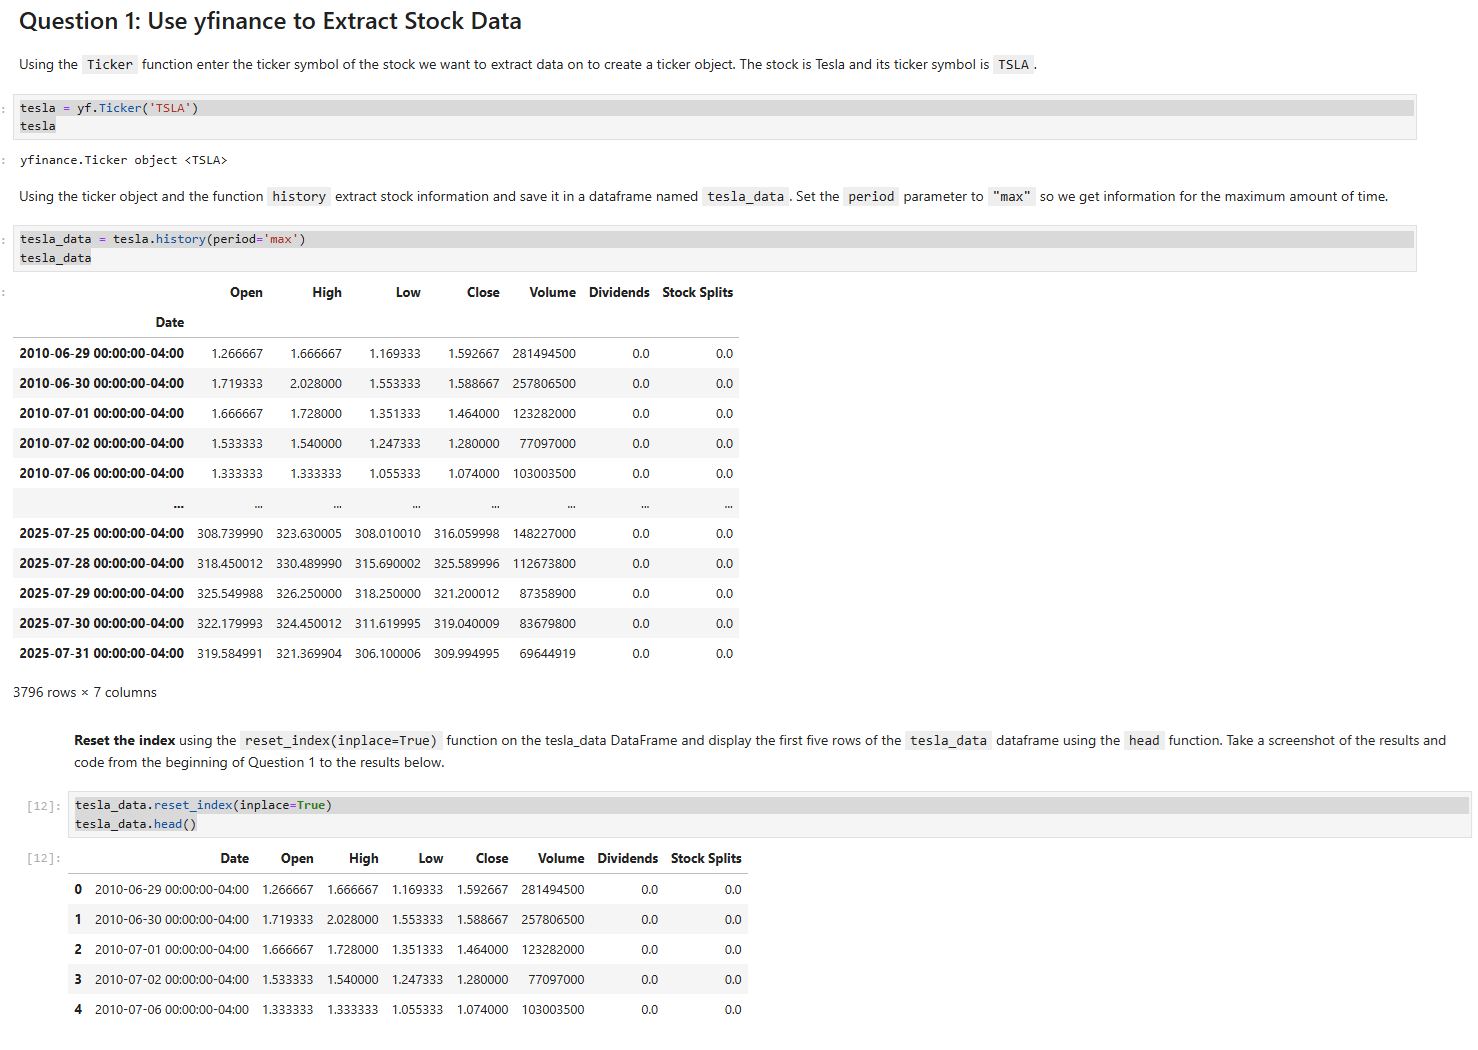 Question 1: Use yfinance to Extract Stock Data
Using the Ticker function enter the ticker symbol of the stock we want to extract data on to create a ticker object. The stock is Tesla and its ticker symbol is TSLA .
: tesla = yf.Ticker('TSLA')
tesla
: yfinance.Ticker object <TSLA>
Using the ticker object and the function history extract stock information and save it in a dataframe named tesla_data . Set the period parameter to "max" so we get information for the maximum amount of time.
: tesla_data = tesla.history(period='max')
tesla_data
: Open High Low Close Volume Dividends Stock Splits
Date
2010-06-29 00:00:00-04:00 1.266667 1.666667 1.169333 1.592667 281494500 0.0 0.0
2010-06-30 00:00:00-04:00 1.719333 2.028000 1.553333 1.588667 257806500 0.0 0.0
2010-07-01 00:00:00-04:00 1.666667 1.728000 1.351333 1.464000 123282000 0.0 0.0
2010-07-02 00:00:00-04:00 1.533333 1.540000 1.247333 1.280000 77097000 0.0 0.0
2010-07-06 00:00:00-04:00 1.333333 1.333333 1.055333 1.074000 103003500 0.0 0.0
... ... ... ... ... ... ... ...
2025-07-25 00:00:00-04:00 308.739990 323.630005 308.010010 316.059998 148227000 0.0 0.0
2025-07-28 00:00:00-04:00 318.450012 330.489990 315.690002 325.589996 112673800 0.0 0.0
2025-07-29 00:00:00-04:00 325.549988 326.250000 318.250000 321.200012 87358900 0.0 0.0
2025-07-30 00:00:00-04:00 322.179993 324.450012 311.619995 319.040009 83679800 0.0 0.0
2025-07-31 00:00:00-04:00 319.584991 321.369904 306.100006 309.994995 69644919 0.0 0.0
3796 rows × 7 columns
Reset the index using the reset_index(inplace=True) function on the tesla_data DataFrame and display the first five rows of the tesla_data dataframe using the head function. Take a screenshot of the results and
code from the beginning of Question 1 to the results below.
[12]: tesla_data.reset_index(inplace=True)
tesla_data.head()
[12]: Date Open High Low Close Volume Dividends Stock Splits
0 2010-06-29 00:00:00-04:00 1.266667 1.666667 1.169333 1.592667 281494500 0.0 0.0
1 2010-06-30 00:00:00-04:00 1.719333 2.028000 1.553333 1.588667 257806500 0.0 0.0
2 2010-07-01 00:00:00-04:00 1.666667 1.728000 1.351333 1.464000 123282000 0.0 0.0
3 2010-07-02 00:00:00-04:00 1.533333 1.540000 1.247333 1.280000 77097000 0.0 0.0
4 2010-07-06 00:00:00-04:00 1.333333 1.333333 1.055333 1.074000 103003500 0.0 0.0